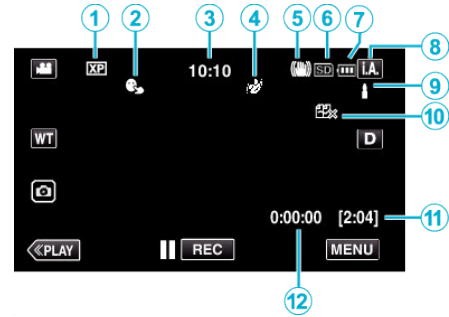 1 2 3 4 5 6 7
XP 10:10 SD I.A. 8
9
10
WT D
0:00:00 [2:04] 11
≪PLAY REC MENU
12